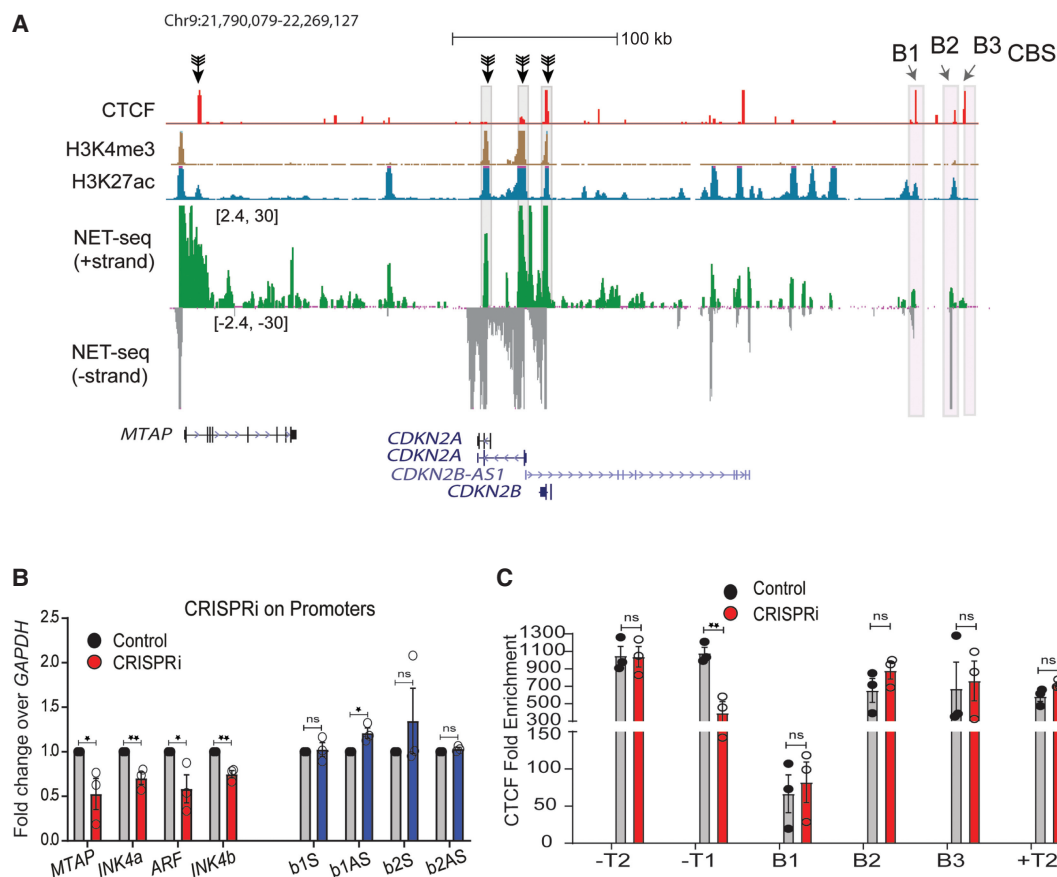 A
Chr9:21,790,079-22,269,127
100 kb
B1 B2 B3 CBS
CTCF
H3K4me3
H3K27ac
[2.4, 30]
NET-seq
(+strand)
[-2.4, -30]
NET-seq
(-strand)
MTAP
CDKN2A
CDKN2A
CDKN2B-AS1
CDKN2B
B
CRISPRi on Promoters
Fold change over GAPDH
2.5
2.0
1.5
1.0
0.5
0.0
Control
CRISPRi
* ** * ** ns * ns ns
MTAP INK4a ARF INK4b b1S b1AS b2S b2AS
C
Control
CRISPRi
CTCF Fold Enrichment
1300
1100
900
700
500
300
150
100
50
0
ns ** ns ns ns ns
-T2 -T1 B1 B2 B3 +T2